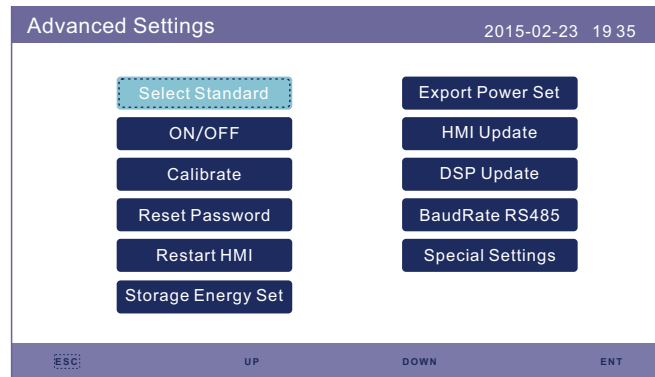 Advanced Settings
2015-02-23 19 35
Select Standard
ON/OFF
Calibrate
Reset Password
Restart HMI
Storage Energy Set
Export Power Set
HMI Update
DSP Update
BaudRate RS485
Special Settings
ESC UP DOWN ENT